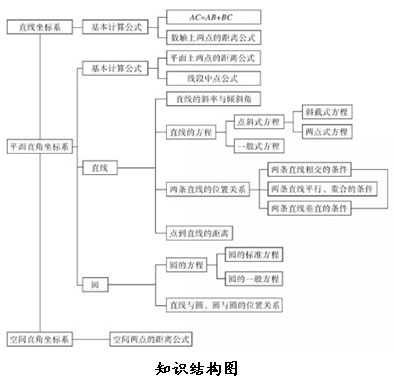 直线坐标系
基本计算公式
AC=AB+BC
数轴上两点的距离公式
平面直角坐标系
基本计算公式
平面上两点的距离公式
线段中点公式
直线
直线的斜率与倾斜角
直线的方程
点斜式方程
斜截式方程
两点式方程
一般式方程
两条直线的位置关系
两条直线相交的条件
两条直线平行、重合的条件
两条直线垂直的条件
点到直线的距离
圆
圆的方程
圆的标准方程
圆的一般方程
直线与圆、圆与圆的位置关系
空间直角坐标系
空间两点的距离公式
知识结构图